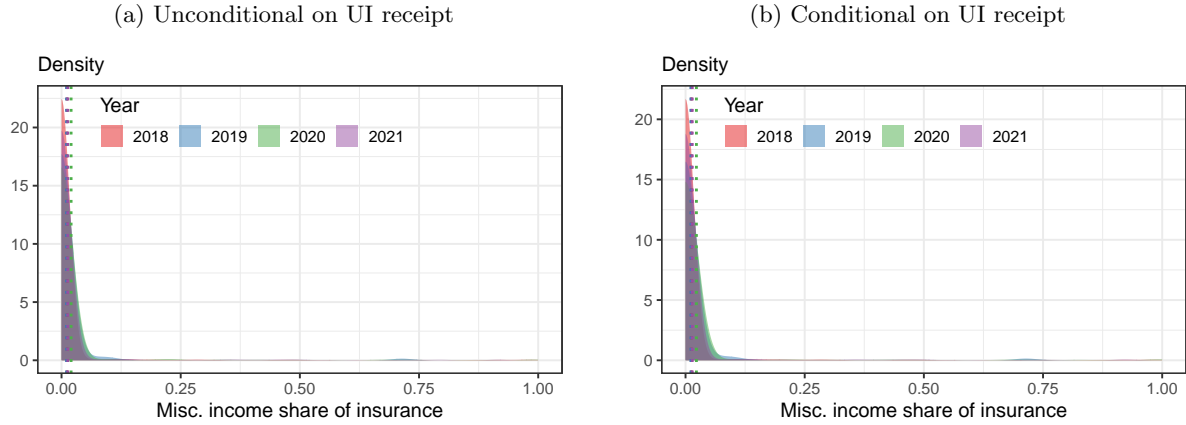 (a) Unconditional on UI receipt
Density
Year
2018 2019 2020 2021
20
15
10
5
0
0.00 0.25 0.50 0.75 1.00
Misc. income share of insurance
(b) Conditional on UI receipt
Density
Year
2018 2019 2020 2021
20
15
10
5
0
0.00 0.25 0.50 0.75 1.00
Misc. income share of insurance